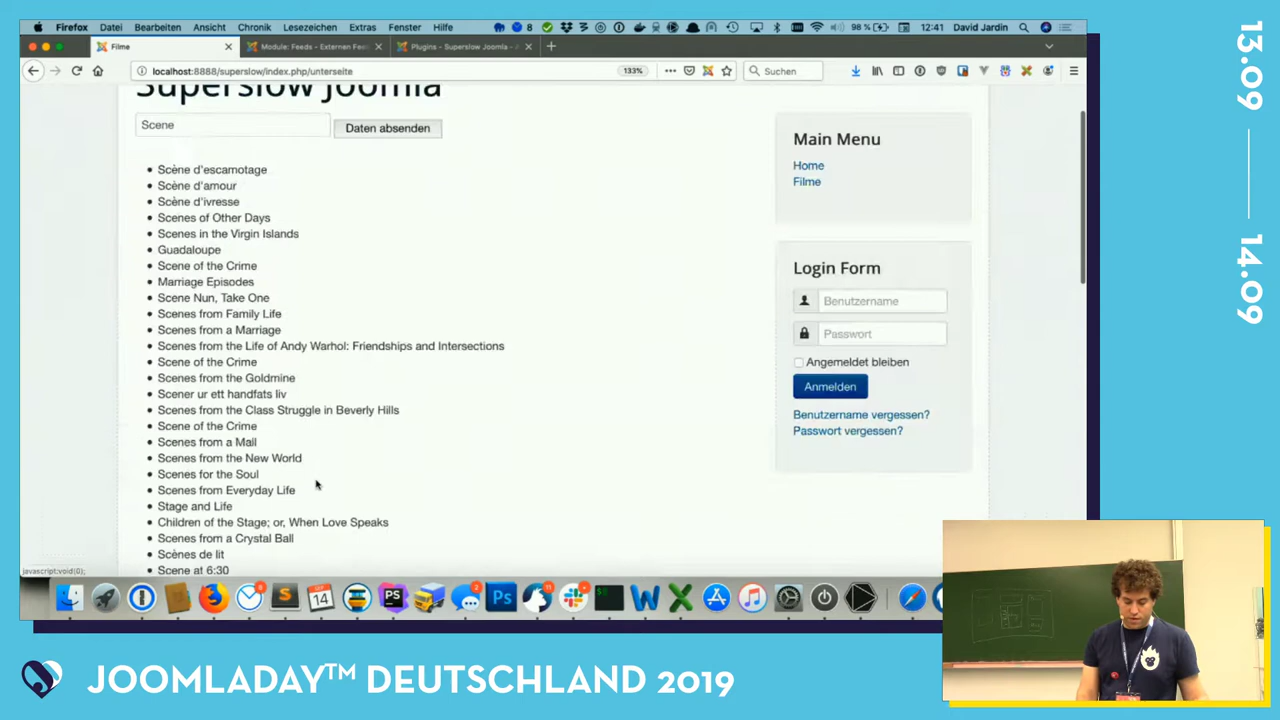 Firefox Datei Bearbeiten Ansicht Chronik Lesezeichen Extras Fenster Hilfe 8 98 % 12:41 David Jardin
Filme
Module: Feeds - Externen Fee
Plugins - Superslow Joomla - A
localhost:8888/superslow/index.php/unterseite
133%
Suchen
Superslow Joomla
Scene
Daten absenden
Scène d'escamotage
Scène d'amour
Scène d'ivresse
Scenes of Other Days
Scenes in the Virgin Islands
Guadaloupe
Scene of the Crime
Marriage Episodes
Scene Nun, Take One
Scenes from Family Life
Scenes from a Marriage
Scenes from the Life of Andy Warhol: Friendships and Intersections
Scene of the Crime
Scenes from the Goldmine
Scener ur ett handfats liv
Scenes from the Class Struggle in Beverly Hills
Scene of the Crime
Scenes from a Mall
Scenes from the New World
Scenes for the Soul
Scenes from Everyday Life
Stage and Life
Children of the Stage; or, When Love Speaks
Scenes from a Crystal Ball
Scènes de lit
Scene at 6:30
Main Menu
Home
Filme
Login Form
Benutzername
Passwort
Angemeldet bleiben
Anmelden
Benutzername vergessen?
Passwort vergessen?
javascript:void(0);
14
PS
Ps
13.09
14.09
JOOMLADAY™ DEUTSCHLAND 2019